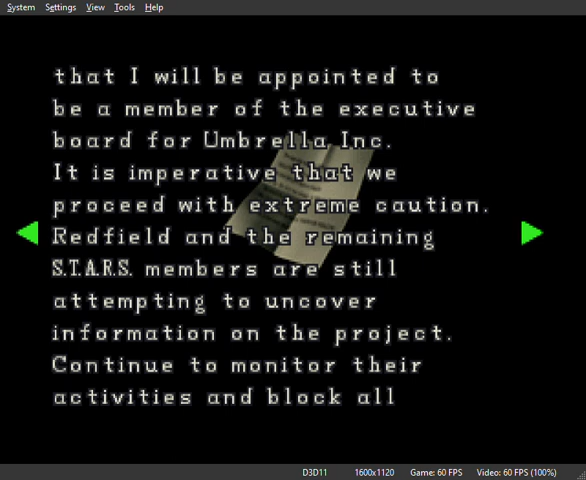 System Settings View Tools Help
that I will be appointed to
be a member of the executive
board for Umbrella Inc.
It is imperative that we
proceed with extreme caution.
Redfield and the remaining
S.T.A.R.S. members are still
attempting to uncover
information on the project.
Continue to monitor their
activities and block all
D3D11 1600x1120 Game: 60 FPS Video: 60 FPS (100%)